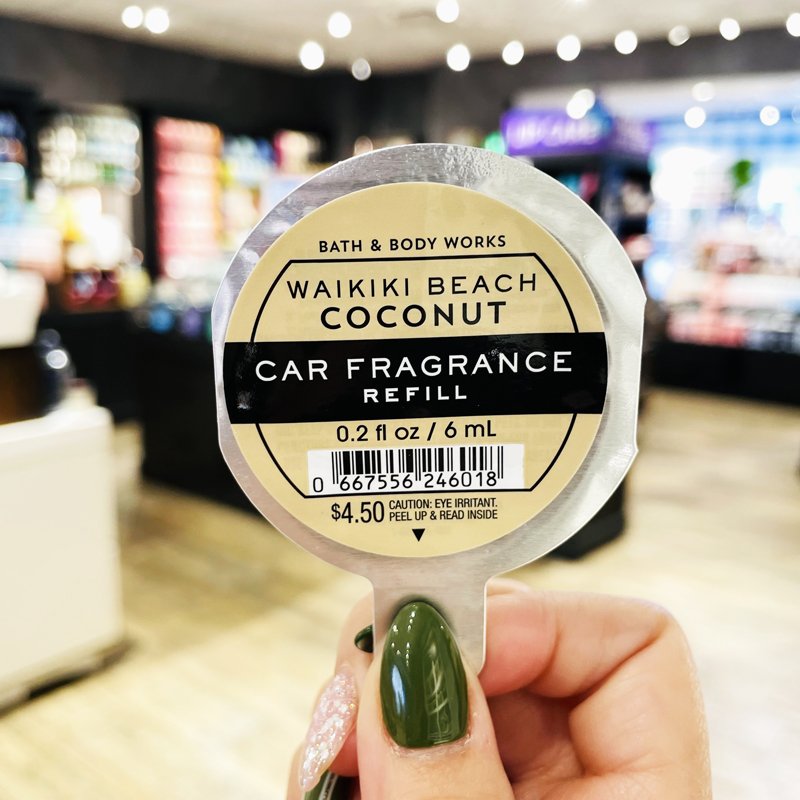 BATH & BODY WORKS
WAIKIKI BEACH
COCONUT
CAR FRAGRANCE
REFILL
0.2 fl oz / 6 mL
0 667556 246018
$4.50 CAUTION: EYE IRRITANT.
PEEL UP & READ INSIDE